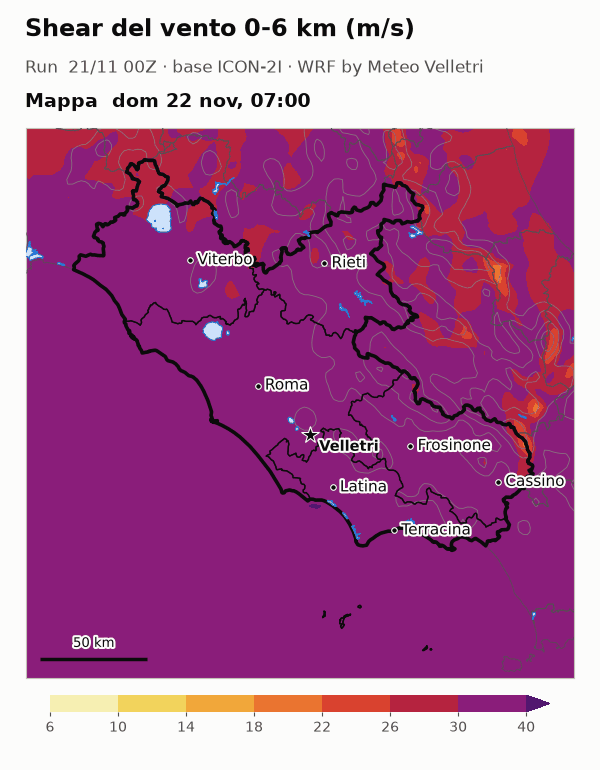 Shear del vento 0-6 km (m/s)
Run 21/11 00Z · base ICON-2I · WRF by Meteo Velletri
Mappa dom 22 nov, 07:00
Viterbo
Rieti
Roma
Velletri
Frosinone
Latina
Cassino
Terracina
50 km
6 10 14 18 22 26 30 40